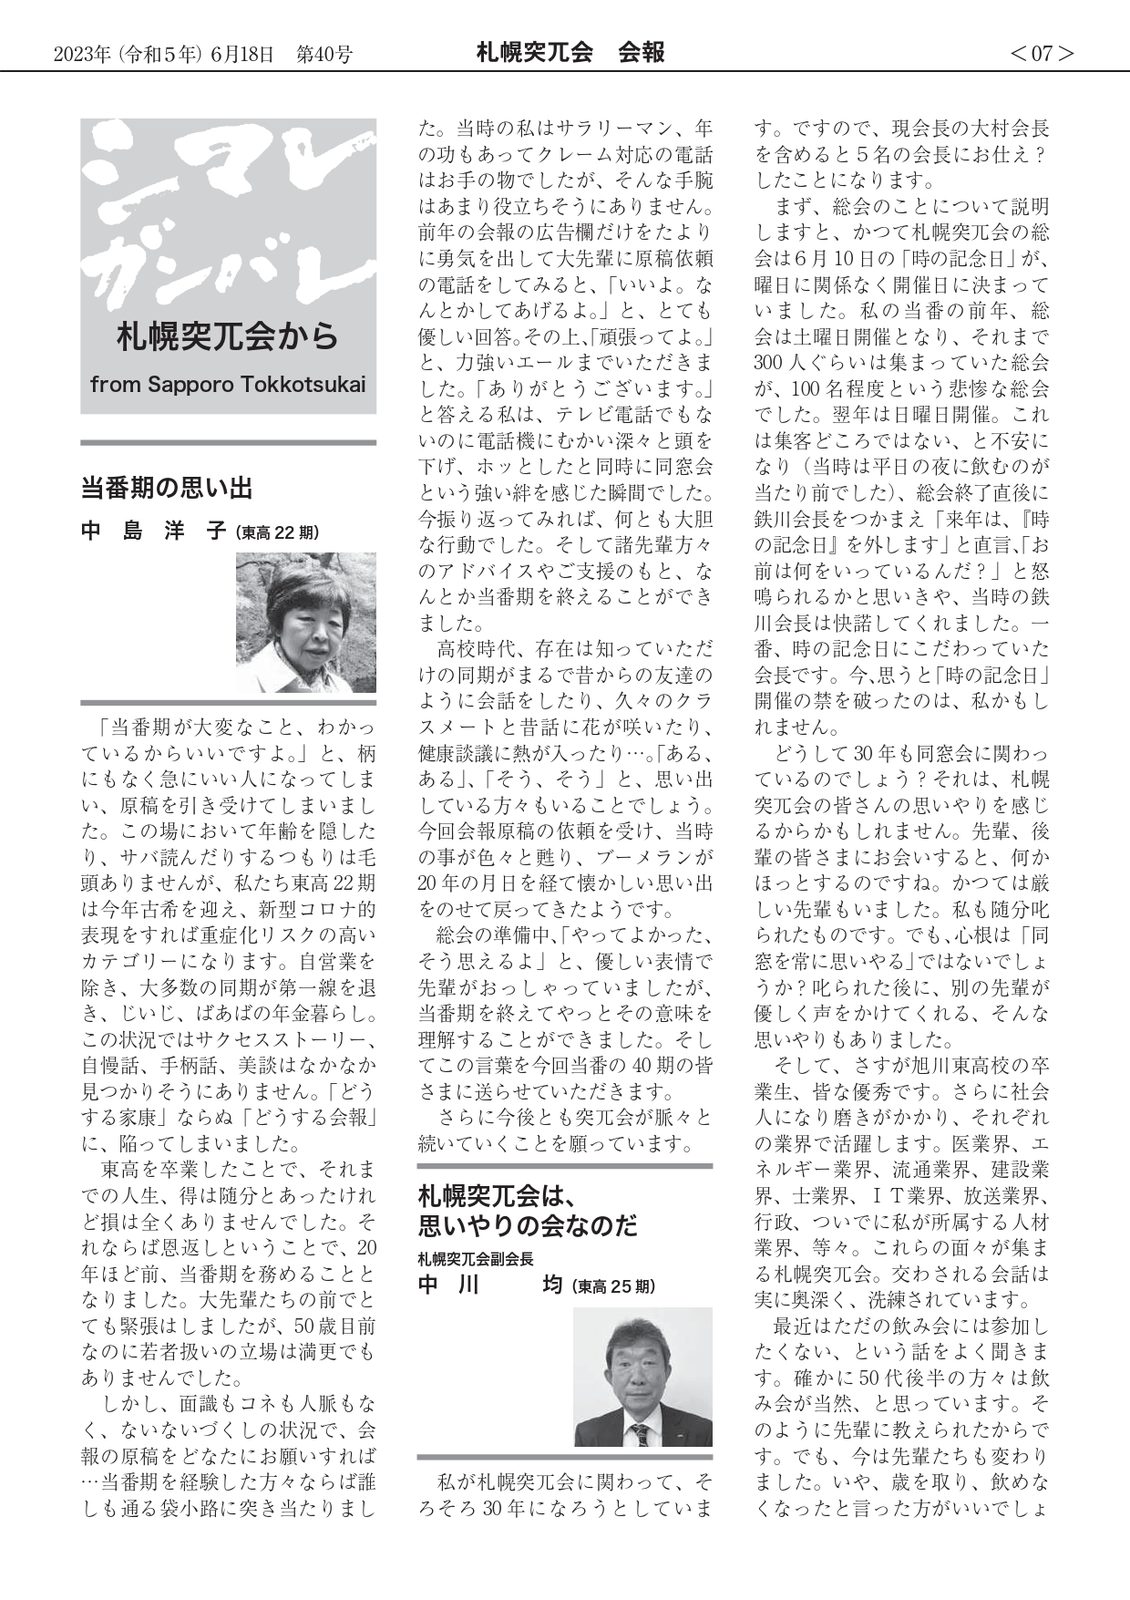 2023年（令和５年）６月18日　第40号
札幌突兀会　会報
＜07＞
シマレ
ガンバレ
札幌突兀会から
from Sapporo Tokkotsukai
当番期の思い出
中　島　洋　子（東高22期）
「当番期が大変なこと、わかっ
ているからいいですよ。」と、柄
にもなく急にいい人になってしま
い、原稿を引き受けてしまいまし
た。この場において年齢を隠した
り、サバ読んだりするつもりは毛
頭ありませんが、私たち東高22期
は今年古希を迎え、新型コロナ的
表現をすれば重症化リスクの高い
カテゴリーになります。自営業を
除き、大多数の同期が第一線を退
き、じいじ、ばあばの年金暮らし。
この状況ではサクセスストーリー、
自慢話、手柄話、美談はなかなか
見つかりそうにありません。「どう
する家康」ならぬ「どうする会報」
に、陥ってしまいました。
　東高を卒業したことで、それま
での人生、得は随分とあったけれ
ど損は全くありませんでした。そ
れならば恩返しということで、20
年ほど前、当番期を務めることと
なりました。大先輩たちの前でと
ても緊張はしましたが、50歳目前
なのに若者扱いの立場は満更でも
ありませんでした。
　しかし、面識もコネも人脈もな
く、ないないづくしの状況で、会
報の原稿をどなたにお願いすれば
…当番期を経験した方々ならば誰
しも通る袋小路に突き当たりまし
た。当時の私はサラリーマン、年
の功もあってクレーム対応の電話
はお手の物でしたが、そんな手腕
はあまり役立ちそうにありません。
前年の会報の広告欄だけをたより
に勇気を出して大先輩に原稿依頼
の電話をしてみると、「いいよ。な
んとかしてあげるよ。」と、とても
優しい回答。その上、「頑張ってよ。」
と、力強いエールまでいただきま
した。「ありがとうございます。」
と答える私は、テレビ電話でもな
いのに電話機にむかい深々と頭を
下げ、ホッとしたと同時に同窓会
という強い絆を感じた瞬間でした。
今振り返ってみれば、何とも大胆
な行動でした。そして諸先輩方々
のアドバイスやご支援のもと、な
んとか当番期を終えることができ
ました。
　高校時代、存在は知っていただ
けの同期がまるで昔からの友達の
ように会話をしたり、久々のクラ
スメートと昔話に花が咲いたり、
健康談議に熱が入ったり…。「ある、
ある」、「そう、そう」と、思い出
している方々もいることでしょう。
今回会報原稿の依頼を受け、当時
の事が色々と甦り、ブーメランが
20年の月日を経て懐かしい思い出
をのせて戻ってきたようです。
　総会の準備中、「やってよかった、
そう思えるよ」と、優しい表情で
先輩がおっしゃっていましたが、
当番期を終えてやっとその意味を
理解することができました。そし
てこの言葉を今回当番の40期の皆
さまに送らせていただきます。
　さらに今後とも突兀会が脈々と
続いていくことを願っています。
札幌突兀会は、
思いやりの会なのだ
札幌突兀会副会長
中　川　　　均（東高25期）
　私が札幌突兀会に関わって、そ
ろそろ30年になろうとしていま
す。ですので、現会長の大村会長
を含めると５名の会長にお仕え？
したことになります。
　まず、総会のことについて説明
しますと、かつて札幌突兀会の総
会は６月10日の「時の記念日」が、
曜日に関係なく開催日に決まって
いました。私の当番の前年、総
会は土曜日開催となり、それまで
300人ぐらいは集まっていた総会
が、100名程度という悲惨な総会
でした。翌年は日曜日開催。これ
は集客どころではない、と不安に
なり（当時は平日の夜に飲むのが
当たり前でした）、総会終了直後に
鉄川会長をつかまえ「来年は、『時
の記念日』を外します」と直言、「お
前は何をいっているんだ？」と怒
鳴られるかと思いきや、当時の鉄
川会長は快諾してくれました。一
番、時の記念日にこだわっていた
会長です。今、思うと「時の記念日」
開催の禁を破ったのは、私かもし
れません。
　どうして30年も同窓会に関わっ
ているのでしょう？それは、札幌
突兀会の皆さんの思いやりを感じ
るからかもしれません。先輩、後
輩の皆さまにお会いすると、何か
ほっとするのですね。かつては厳
しい先輩もいました。私も随分叱
られたものです。でも、心根は「同
窓を常に思いやる」ではないでしょ
うか？叱られた後に、別の先輩が
優しく声をかけてくれる、そんな
思いやりもありました。
　そして、さすが旭川東高校の卒
業生、皆な優秀です。さらに社会
人になり磨きがかかり、それぞれ
の業界で活躍します。医業界、エ
ネルギー業界、流通業界、建設業
界、士業界、ＩＴ業界、放送業界、
行政、ついでに私が所属する人材
業界、等々。これらの面々が集ま
る札幌突兀会。交わされる会話は
実に奥深く、洗練されています。
　最近はただの飲み会には参加し
たくない、という話をよく聞きま
す。確かに50代後半の方々は飲
み会が当然、と思っています。そ
のように先輩に教えられたからで
す。でも、今は先輩たちも変わり
ました。いや、歳を取り、飲めな
くなったと言った方がいいでしょ